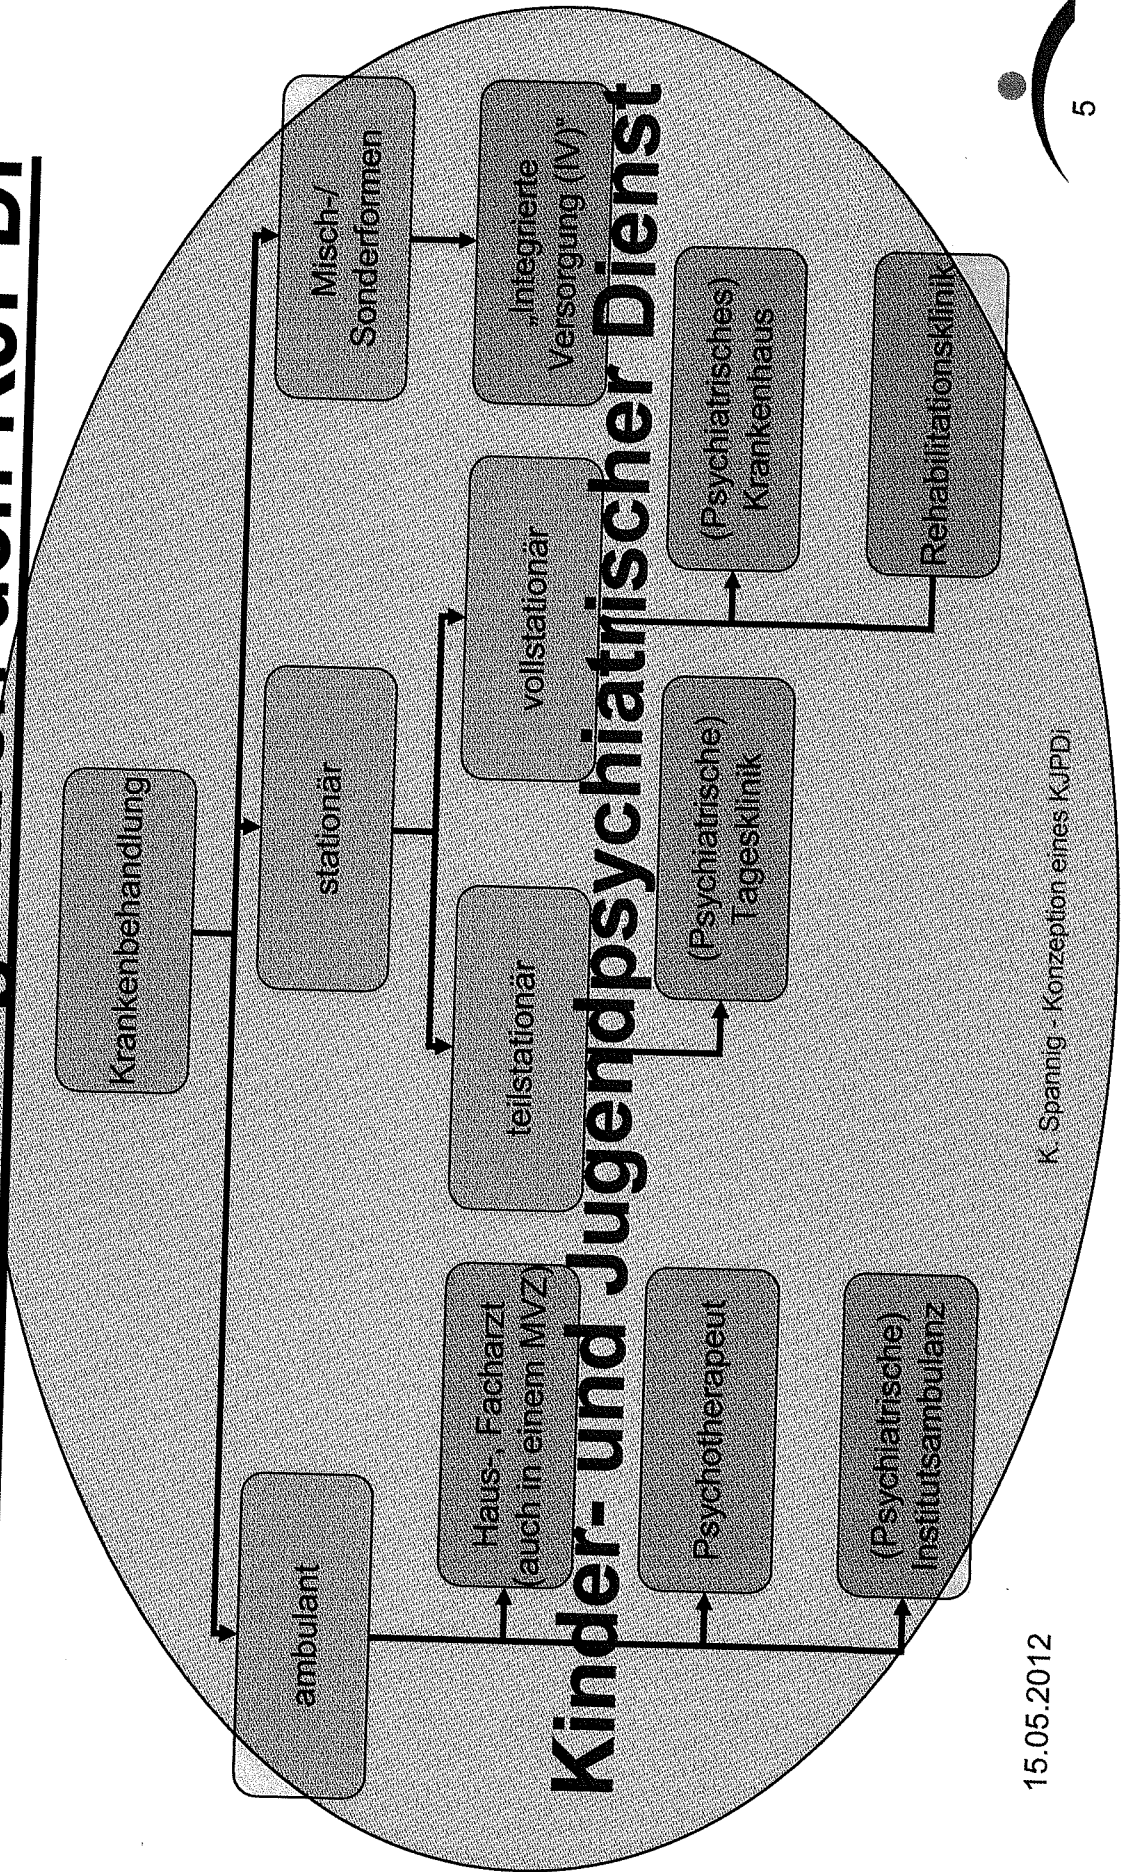 Krankenbehandlung
ambulant
stationär
Misch-/
Sonderformen
Haus-, Facharzt
(auch in einem MVZ)
teilstationär
vollstationär
„Integrierte
Versorgung (IV)“
Kinder- und Jugendpsychiatrischer Dienst
Psychotherapeut
(Psychiatrische)
Tagesklinik
(Psychiatrisches)
Krankenhaus
(Psychiatrische)
Institutsambulanz
Rehabilitationsklinik
15.05.2012
K. Spannig - Konzeption eines KJPDi
5